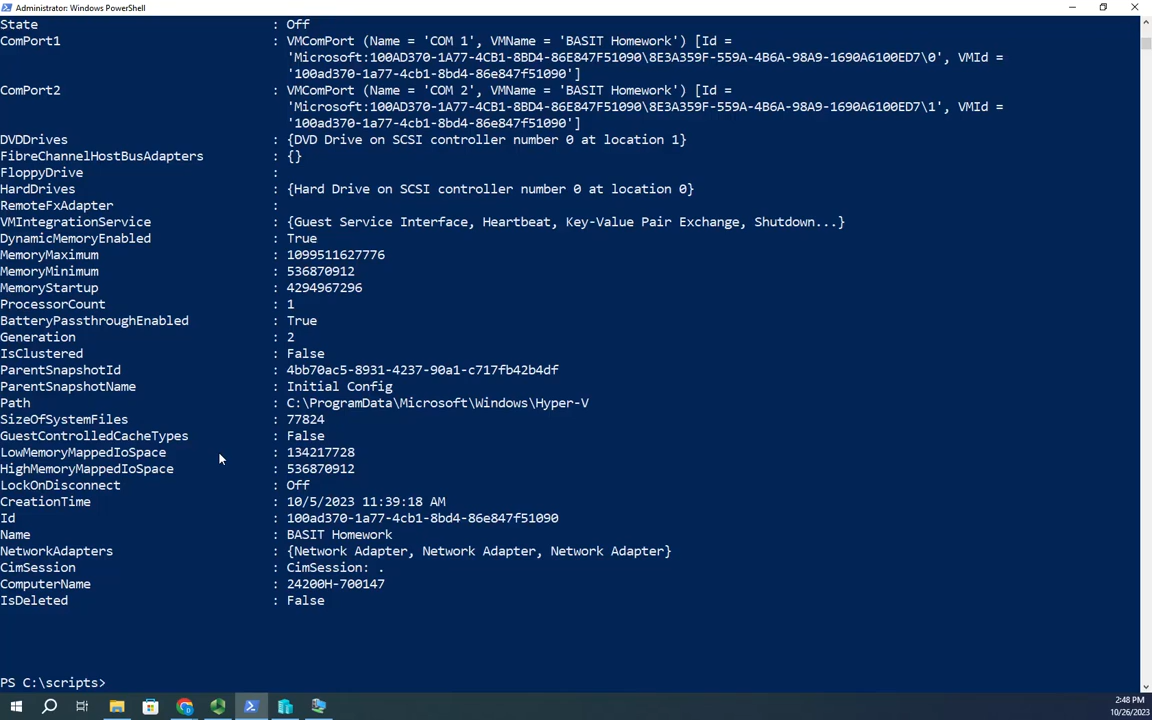 Administrator: Windows PowerShell
State : Off
ComPort1 : VMComPort (Name = 'COM 1', VMName = 'BASIT Homework') [Id =
'Microsoft:100AD370-1A77-4CB1-8BD4-86E847F51090\8E3A359F-559A-4B6A-98A9-1690A6100ED7\0', VMId =
'100ad370-1a77-4cb1-8bd4-86e847f51090']
ComPort2 : VMComPort (Name = 'COM 2', VMName = 'BASIT Homework') [Id =
'Microsoft:100AD370-1A77-4CB1-8BD4-86E847F51090\8E3A359F-559A-4B6A-98A9-1690A6100ED7\1', VMId =
'100ad370-1a77-4cb1-8bd4-86e847f51090']
DVDDrives : {DVD Drive on SCSI controller number 0 at location 1}
FibreChannelHostBusAdapters : {}
FloppyDrive :
HardDrives : {Hard Drive on SCSI controller number 0 at location 0}
RemoteFxAdapter :
VMIntegrationService : {Guest Service Interface, Heartbeat, Key-Value Pair Exchange, Shutdown...}
DynamicMemoryEnabled : True
MemoryMaximum : 1099511627776
MemoryMinimum : 536870912
MemoryStartup : 4294967296
ProcessorCount : 1
BatteryPassthroughEnabled : True
Generation : 2
IsClustered : False
ParentSnapshotId : 4bb70ac5-8931-4237-90a1-c717fb42b4df
ParentSnapshotName : Initial Config
Path : C:\ProgramData\Microsoft\Windows\Hyper-V
SizeOfSystemFiles : 77824
GuestControlledCacheTypes : False
LowMemoryMappedIoSpace : 134217728
HighMemoryMappedIoSpace : 536870912
LockOnDisconnect : Off
CreationTime : 10/5/2023 11:39:18 AM
Id : 100ad370-1a77-4cb1-8bd4-86e847f51090
Name : BASIT Homework
NetworkAdapters : {Network Adapter, Network Adapter, Network Adapter}
CimSession : CimSession: .
ComputerName : 24200H-700147
IsDeleted : False
PS C:\scripts>
2:48 PM
10/26/2023